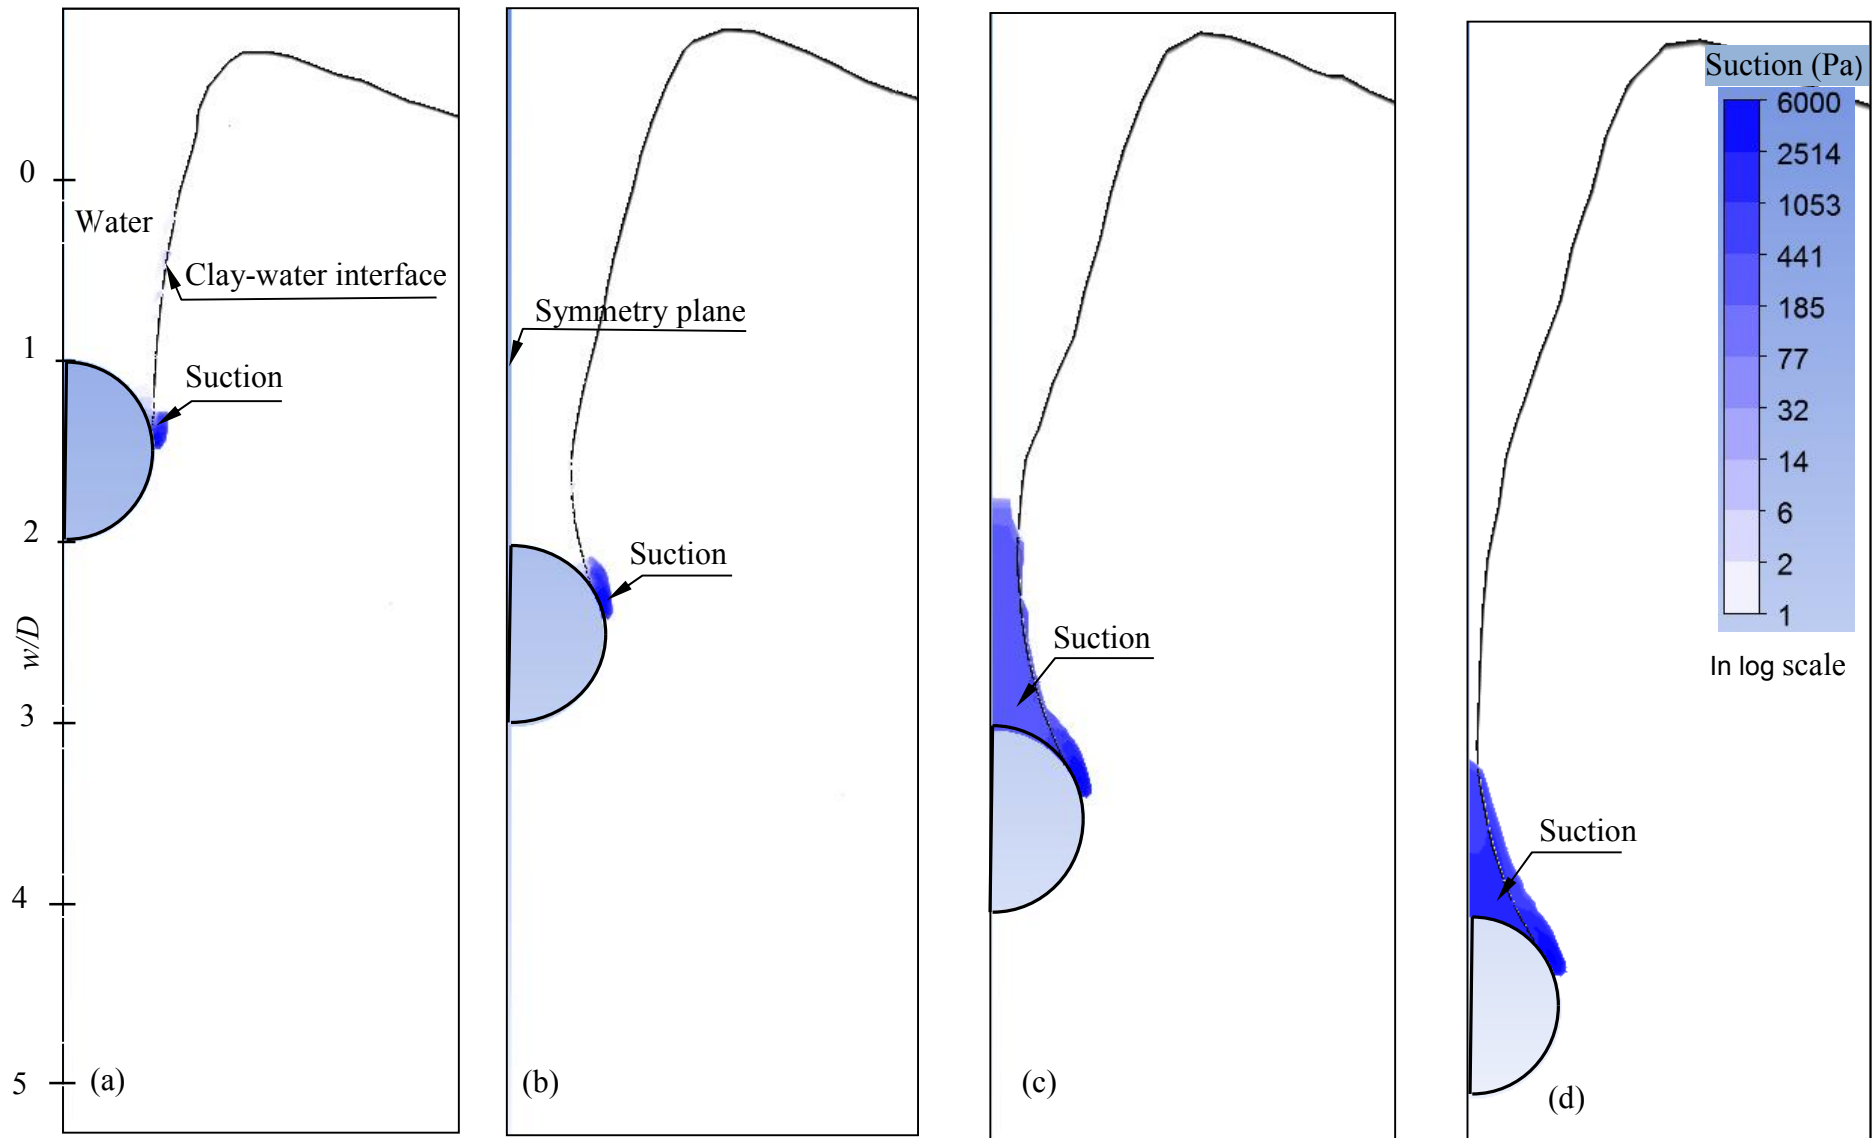 0
1
2
3
4
5
w/D
Water
Clay-water interface
Suction
(a)
Symmetry plane
Suction
(b)
Suction
(c)
Suction
(d)
Suction (Pa)
6000
2514
1053
441
185
77
32
14
6
2
1
In log scale